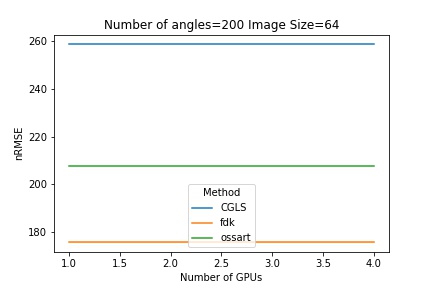 Number of angles=200 Image Size=64
nRMSE
260
240
220
200
180
Method
CGLS
fdk
ossart
1.0 1.5 2.0 2.5 3.0 3.5 4.0
Number of GPUs